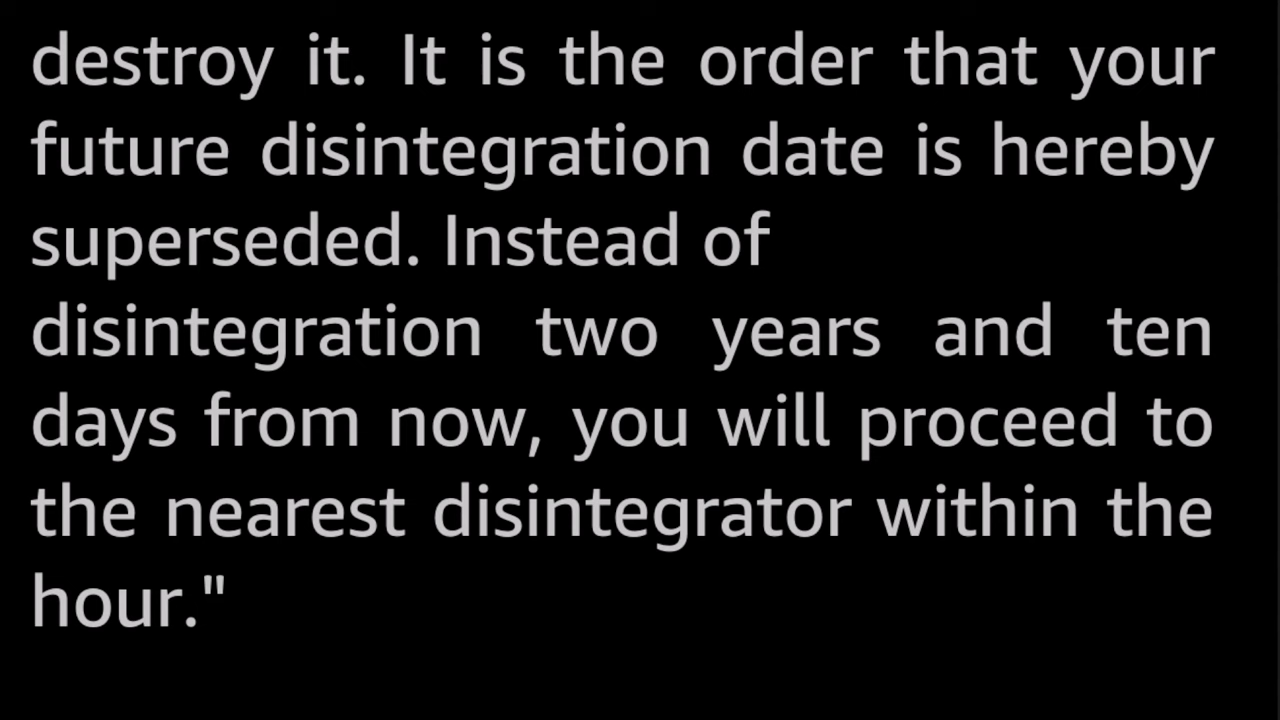 destroy it. It is the order that your
future disintegration date is hereby
superseded. Instead of
disintegration two years and ten
days from now, you will proceed to
the nearest disintegrator within the
hour."